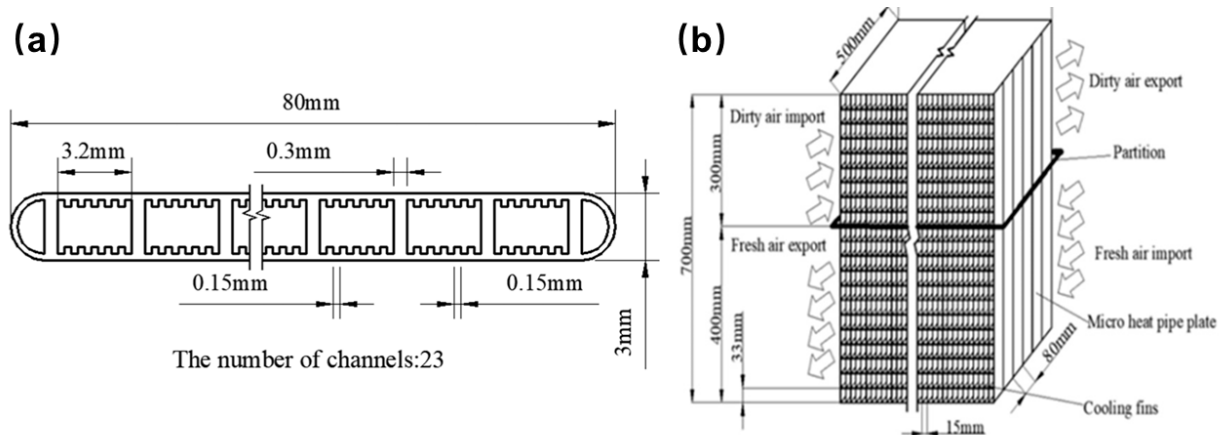 (a)
80mm
3.2mm
0.3mm
0.15mm
0.15mm
3mm
The number of channels:23
(b)
500mm
Dirty air export
Dirty air import
300mm
Partition
700mm
Fresh air export
Fresh air import
400mm
33mm
Micro heat pipe plate
80mm
Cooling fins
15mm